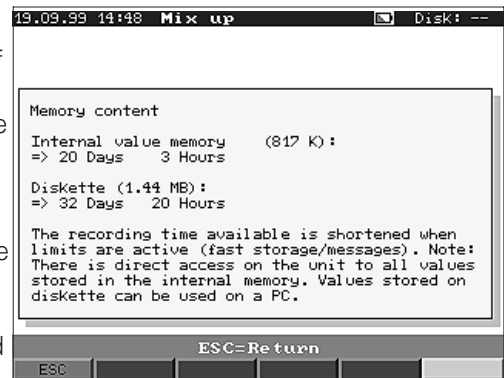 19.09.99 14:48 Mix up Disk: --
Memory content
Internal value memory (817 K):
=> 20 Days 3 Hours
Diskette (1.44 MB):
=> 32 Days 20 Hours
The recording time available is shortened when
limits are active (fast storage/messages). Note:
There is direct access on the unit to all values
stored in the internal memory. Values stored on
diskette can be used on a PC.
ESC=Return
ESC